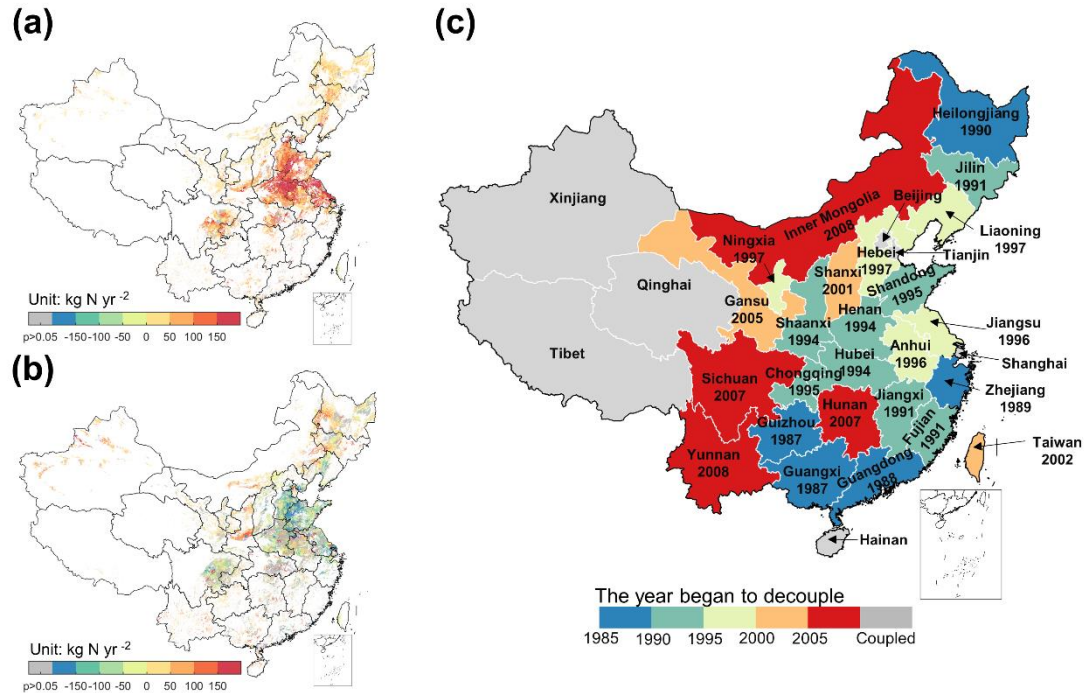 (a)
Unit: kg N yr -2
p>0.05 -150 -100 -50 0 50 100 150
(b)
Unit: kg N yr -2
p>0.05 -150 -100 -50 0 50 100 150
(c)
Heilongjiang
1990
Jilin
1991
Xinjiang
Beijing
Inner Mongolia
2008
Liaoning
1997
Ningxia
1997
Hebei
1997
Tianjin
Shanxi
2001
Shandong
1995
Qinghai
Gansu
2005
Henan
1994
Jiangsu
1996
Shaanxi
1994
Anhui
1996
Tibet
Hubei
1994
Shanghai
Sichuan
2007
Chongqing
1995
Zhejiang
1989
Hunan
2007
Jiangxi
1991
Guizhou
1987
Fujian
1991
Taiwan
2002
Yunnan
2008
Guangxi
1987
Guangdong
1988
Hainan
The year began to decouple
1985 1990 1995 2000 2005 Coupled